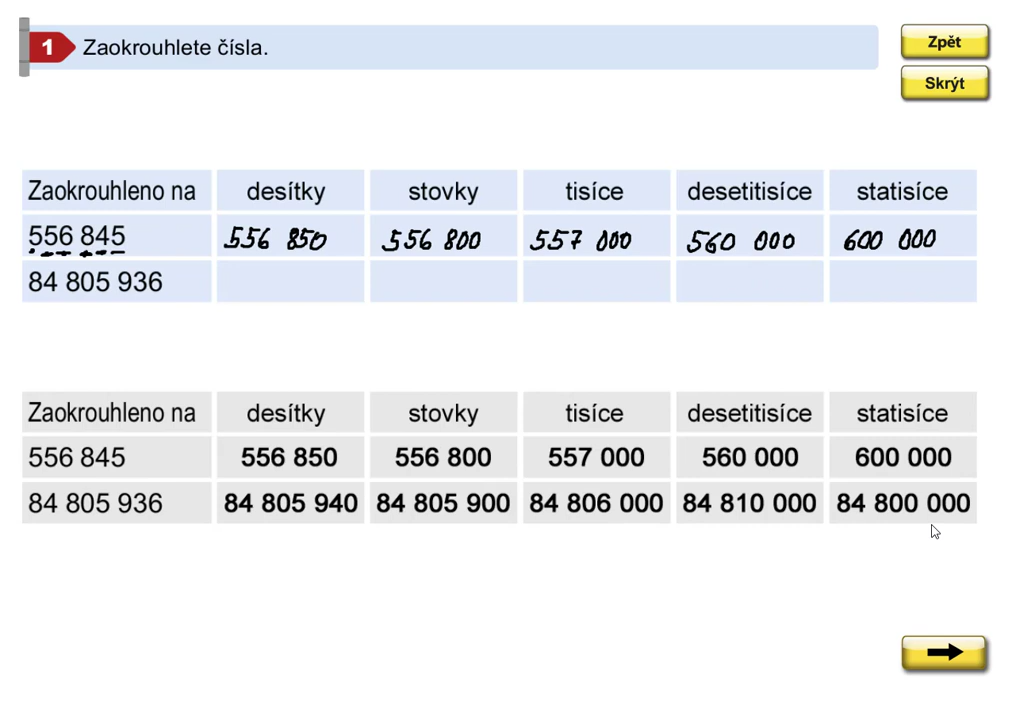 1 Zaokrouhlete čísla.
Zpět
Skrýt
Zaokrouhleno na desítky stovky tisíce desetitisíce statisíce
556 845 556 850 556 800 557 000 560 000 600 000
84 805 936
Zaokrouhleno na desítky stovky tisíce desetitisíce statisíce
556 845 556 850 556 800 557 000 560 000 600 000
84 805 936 84 805 940 84 805 900 84 806 000 84 810 000 84 800 000